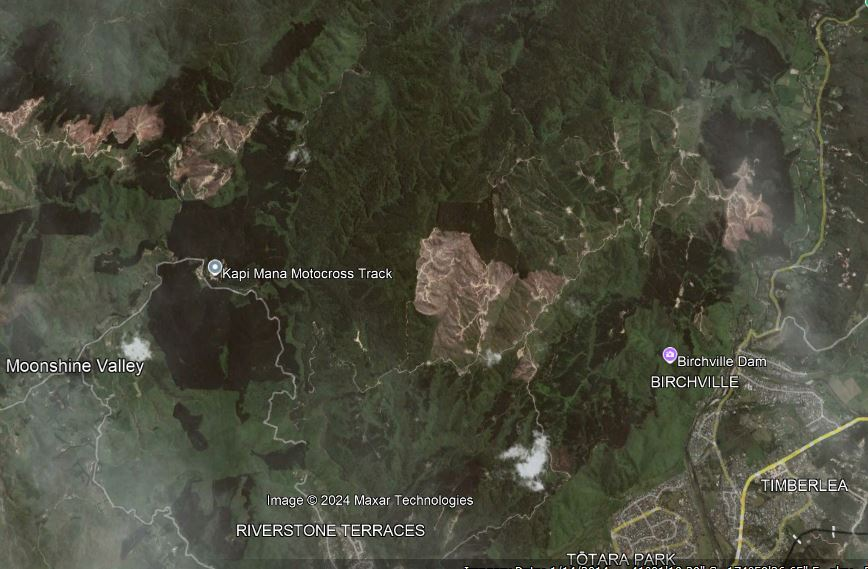 Kapi Mana Motocross Track
Moonshine Valley
Birchville Dam
BIRCHVILLE
TIMBERLEA
Image © 2024 Maxar Technologies
RIVERSTONE TERRACES
TŌTARA PARK